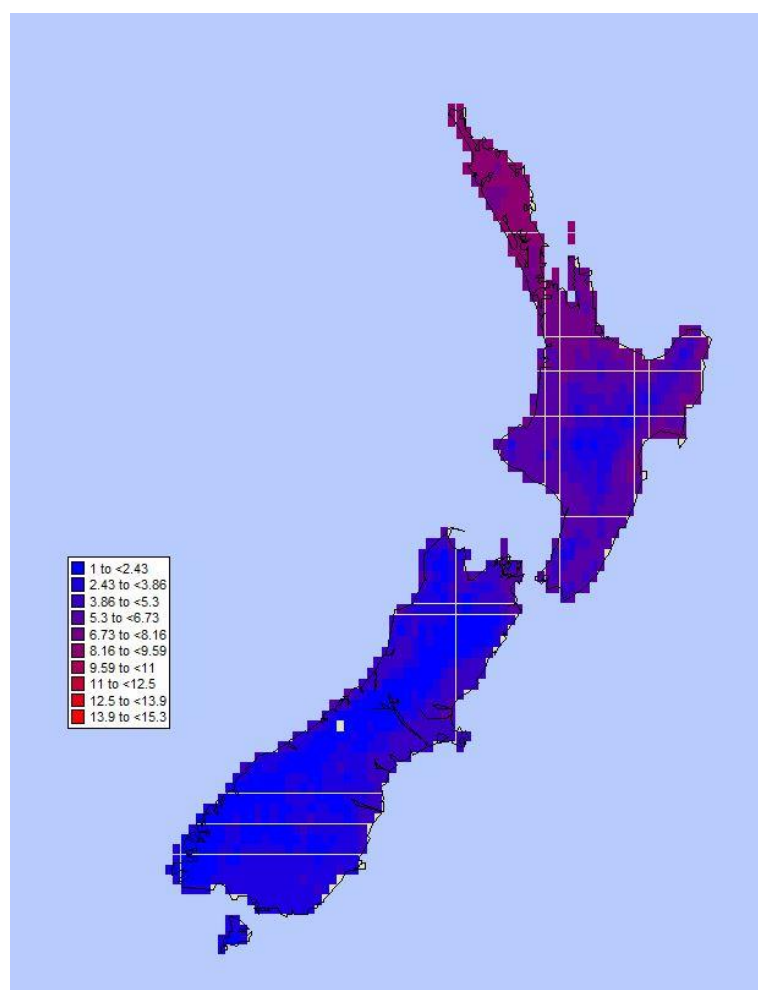 1 to <2.43
2.43 to <3.86
3.86 to <5.3
5.3 to <6.73
6.73 to <8.16
8.16 to <9.59
9.59 to <11
11 to <12.5
12.5 to <13.9
13.9 to <15.3